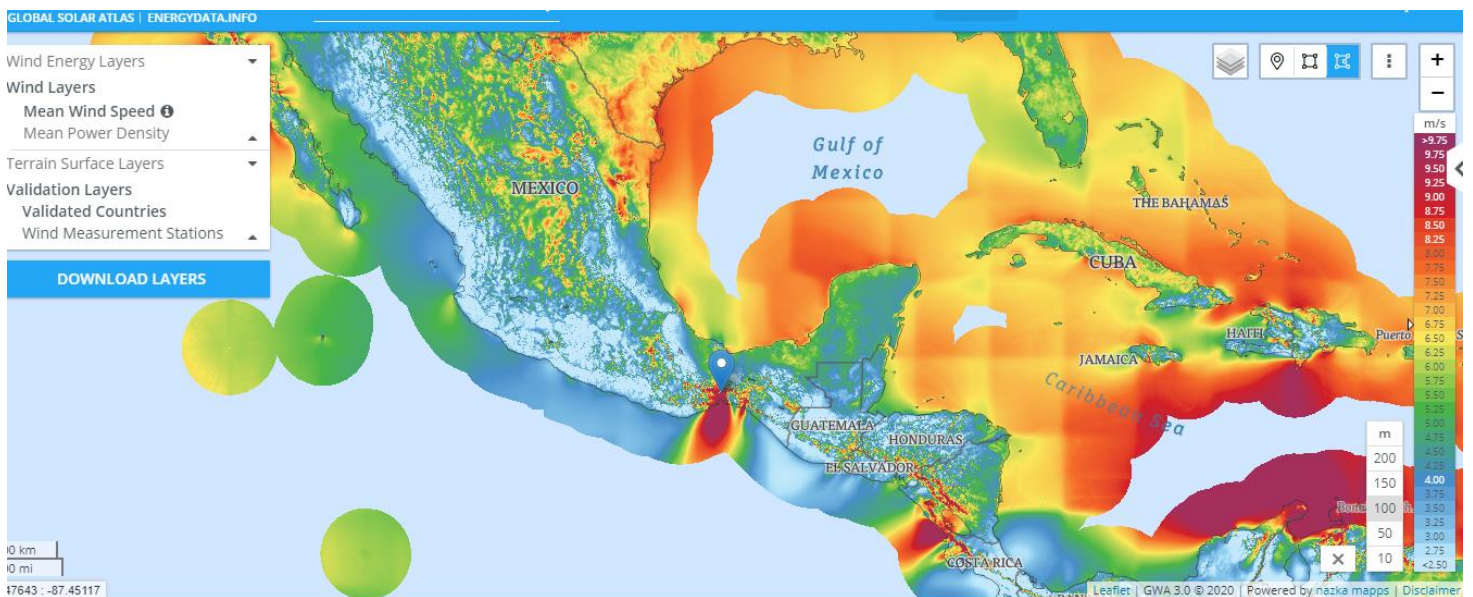 GLOBAL SOLAR ATLAS | ENERGYDATA.INFO
Wind Energy Layers
Wind Layers
Mean Wind Speed
Mean Power Density
Terrain Surface Layers
Validation Layers
Validated Countries
Wind Measurement Stations
DOWNLOAD LAYERS
Gulf of
Mexico
MEXICO
THE BAHAMAS
CUBA
HAITI
Puerto
JAMAICA
Caribbean Sea
GUATEMALA
HONDURAS
EL SALVADOR
COSTA RICA
+
−
m/s
>9.75
9.75
9.50
9.25
9.00
8.75
8.50
8.25
8.00
7.75
7.50
7.25
7.00
6.75
6.50
6.25
6.00
5.75
5.50
5.25
5.00
4.75
4.50
4.25
4.00
3.75
3.50
3.25
3.00
2.75
<2.50
m
200
150
100
50
10
00 km
00 mi
47643 : -87.45117
Leaflet | GWA 3.0 © 2020 | Powered by nazka mapps | Disclaimer